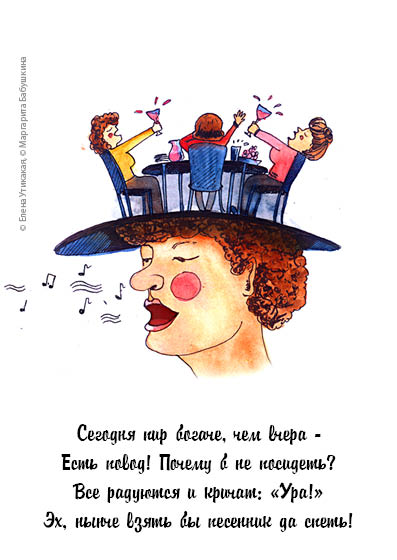 © Елена Утикакая, © Маргарита Бабушкина
Сегодня пир богаче, чем вчера -
Есть повод! Почему б не посидеть?
Все радуются и кричат: «Ура!»
Эх, нынче взять бы песенник да спеть!